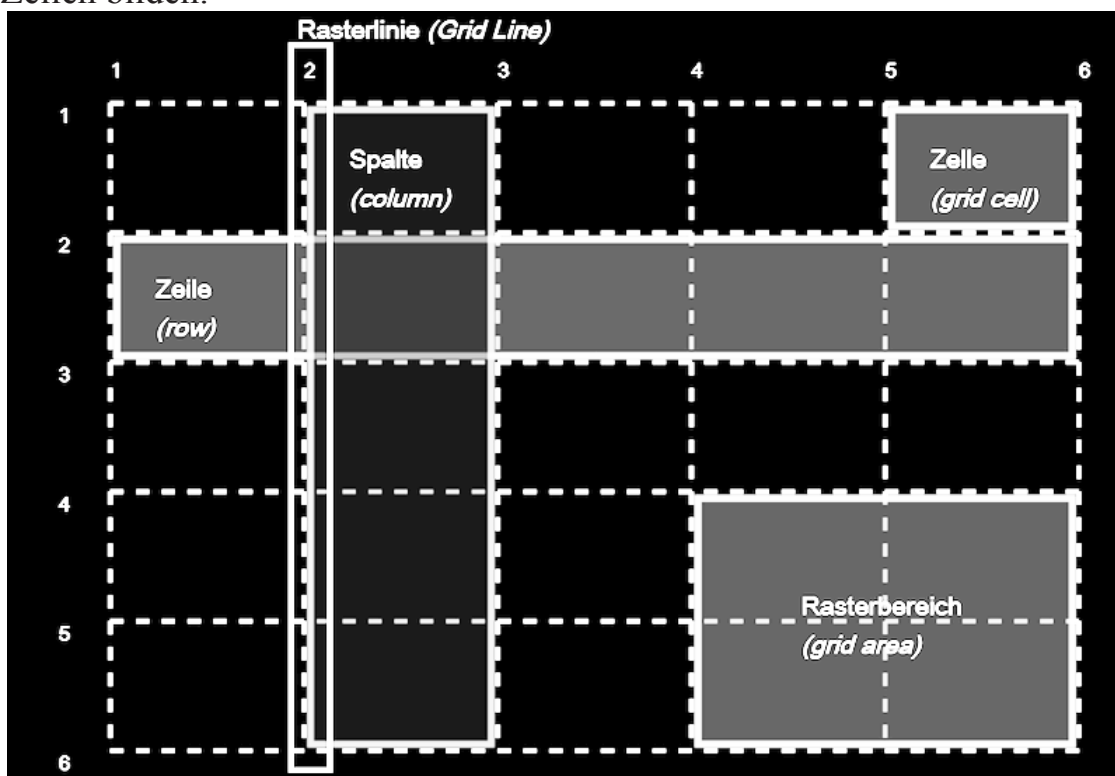 Zeilen bilden.
Rasterlinie (Grid Line)
1 2 3 4 5 6
1
Spalte
(column)
Zelle
(grid cell)
2
Zeile
(row)
3
4
Rasterbereich
(grid area)
5
6